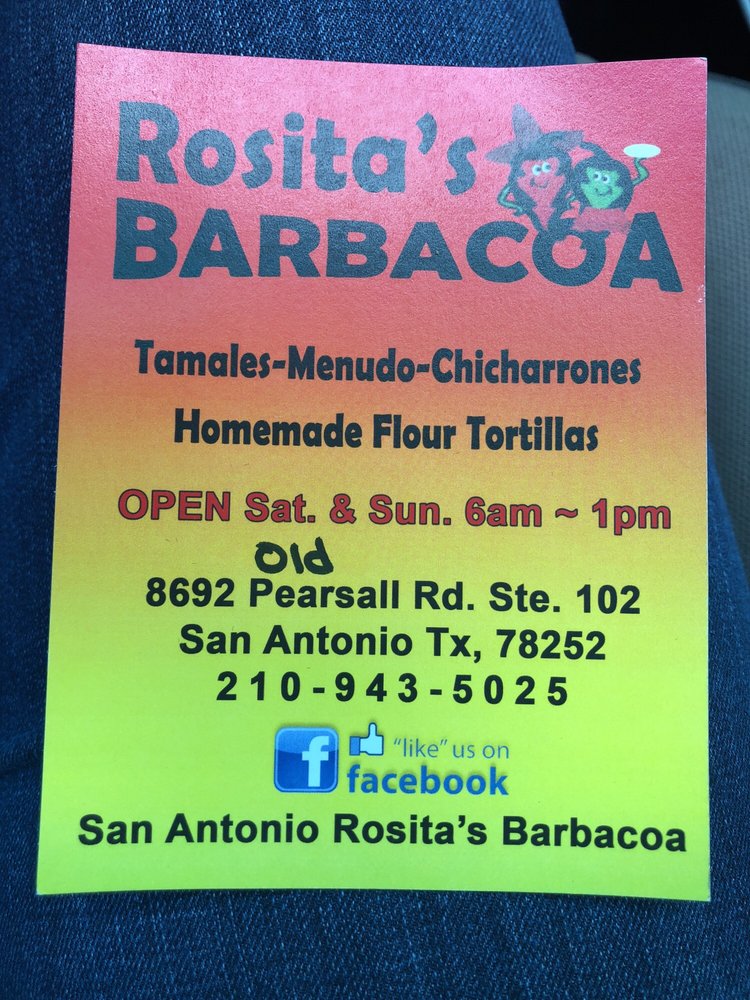 Rosita's
BARBACOA
Tamales-Menudo-Chicharrones
Homemade Flour Tortillas
OPEN Sat. & Sun. 6am ~ 1pm
Old
8692 Pearsall Rd. Ste. 102
San Antonio Tx, 78252
210-943-5025
f "like" us on
facebook
San Antonio Rosita's Barbacoa